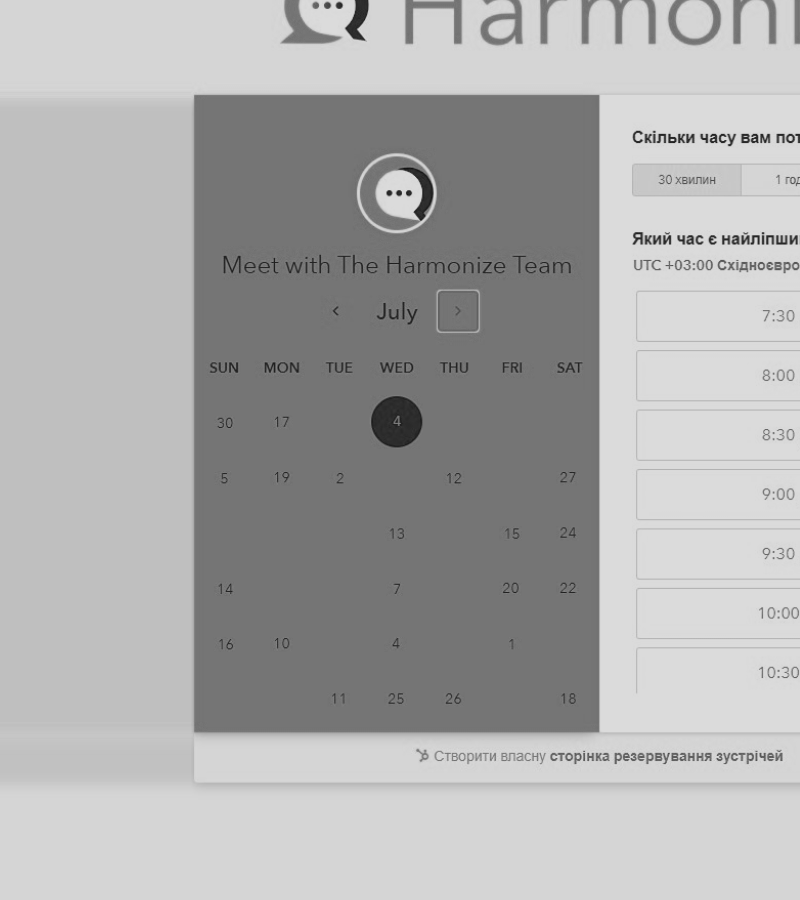 Harmoni
Meet with The Harmonize Team
July
SUN MON TUE WED THU FRI SAT
30 17 4
5 19 2 12 27
13 15 24
14 7 20 22
16 10 4 1
11 25 26 18
Скільки часу вам пот
30 хвилин 1 год
Який час є найліпши
UTC +03:00 Східноєвро
7:30
8:00
8:30
9:00
9:30
10:00
10:30
Створити власну сторінка резервування зустрічей